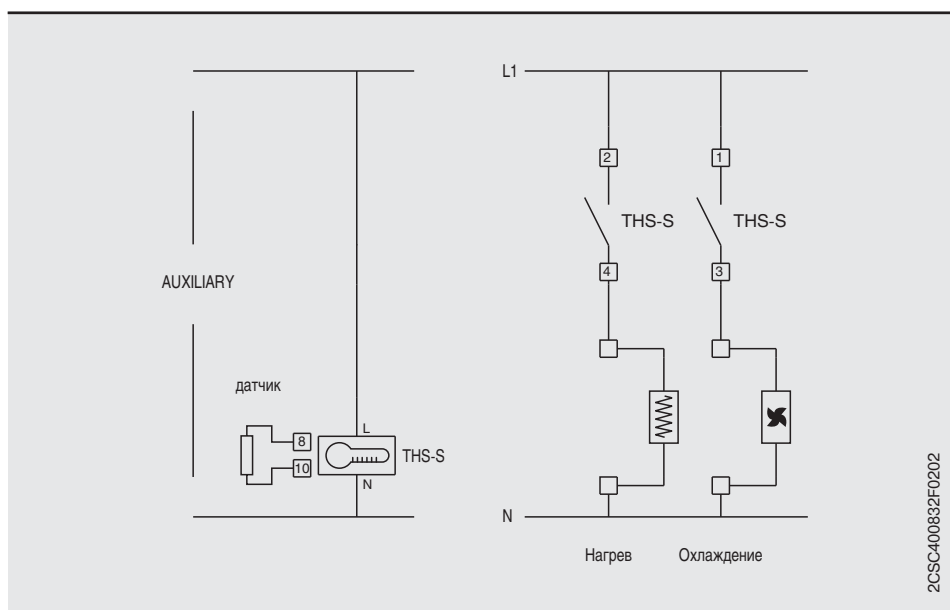 L1
2
1
THS-S
THS-S
4
3
AUXILIARY
датчик
L
8
THS-S
10
N
N
Нагрев
Охлаждение
2CSC400832F0202